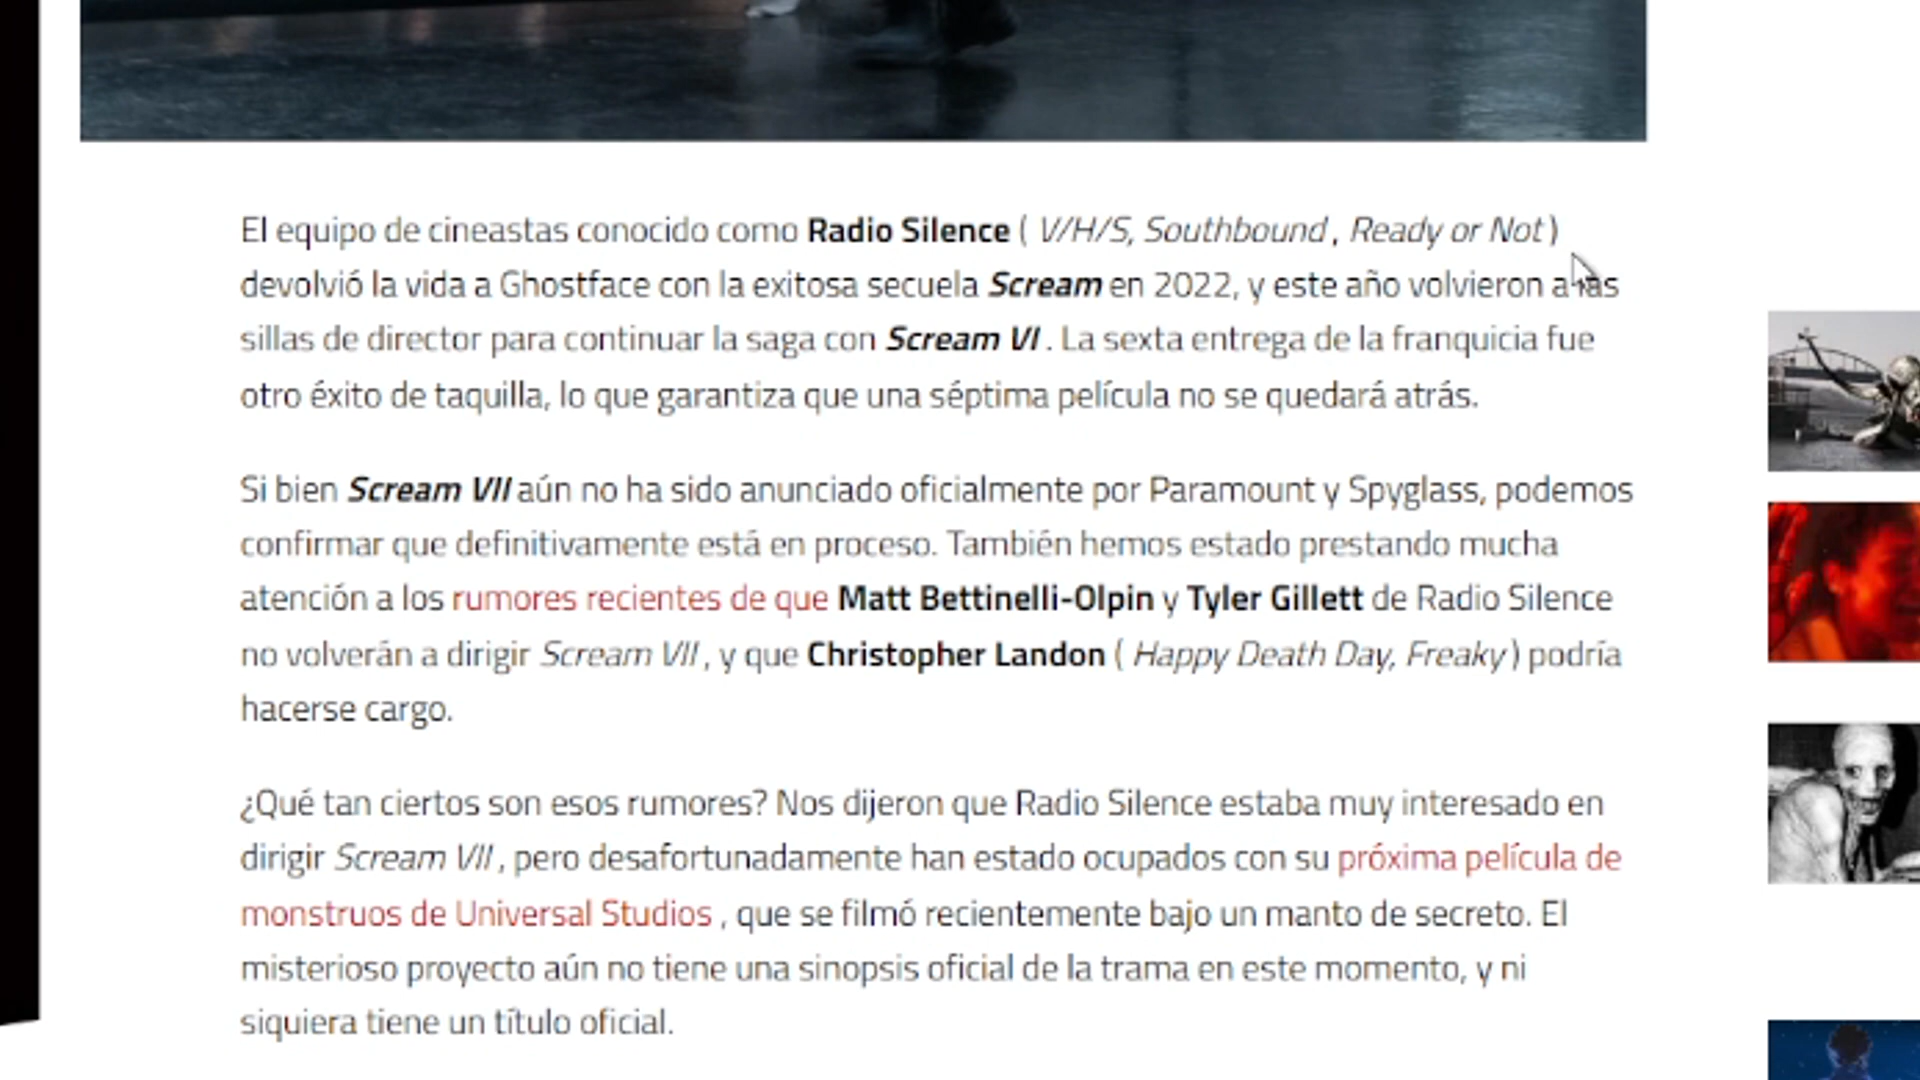 El equipo de cineastas conocido como Radio Silence ( V/H/S, Southbound , Ready or Not )
devolvió la vida a Ghostface con la exitosa secuela Scream en 2022, y este año volvieron a las
sillas de director para continuar la saga con Scream VI . La sexta entrega de la franquicia fue
otro éxito de taquilla, lo que garantiza que una séptima película no se quedará atrás.
Si bien Scream VII aún no ha sido anunciado oficialmente por Paramount y Spyglass, podemos
confirmar que definitivamente está en proceso. También hemos estado prestando mucha
atención a los rumores recientes de que Matt Bettinelli-Olpin y Tyler Gillett de Radio Silence
no volverán a dirigir Scream VII , y que Christopher Landon ( Happy Death Day, Freaky ) podría
hacerse cargo.
¿Qué tan ciertos son esos rumores? Nos dijeron que Radio Silence estaba muy interesado en
dirigir Scream VII , pero desafortunadamente han estado ocupados con su próxima película de
monstruos de Universal Studios , que se filmó recientemente bajo un manto de secreto. El
misterioso proyecto aún no tiene una sinopsis oficial de la trama en este momento, y ni
siquiera tiene un título oficial.